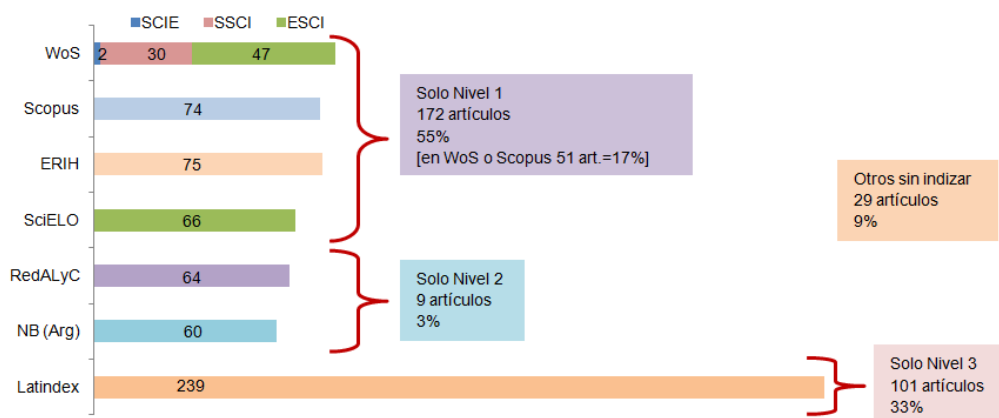 SCIE SSCI ESCI
WoS 2 30 47
Scopus 74
ERIH 75
SciELO 66
RedALyC 64
NB (Arg) 60
Latindex 239
Solo Nivel 1
172 artículos
55%
[en WoS o Scopus 51 art.=17%]
Otros sin indizar
29 artículos
9%
Solo Nivel 2
9 artículos
3%
Solo Nivel 3
101 artículos
33%